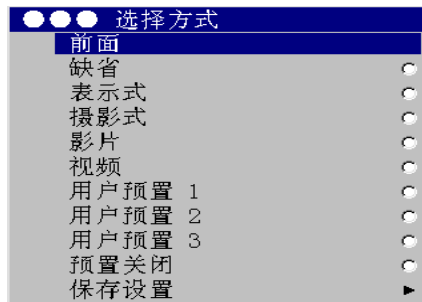 选择方式
前面
缺省
表示式
摄影式
影片
视频
用户预置 1
用户预置 2
用户预置 3
预置关闭
保存设置